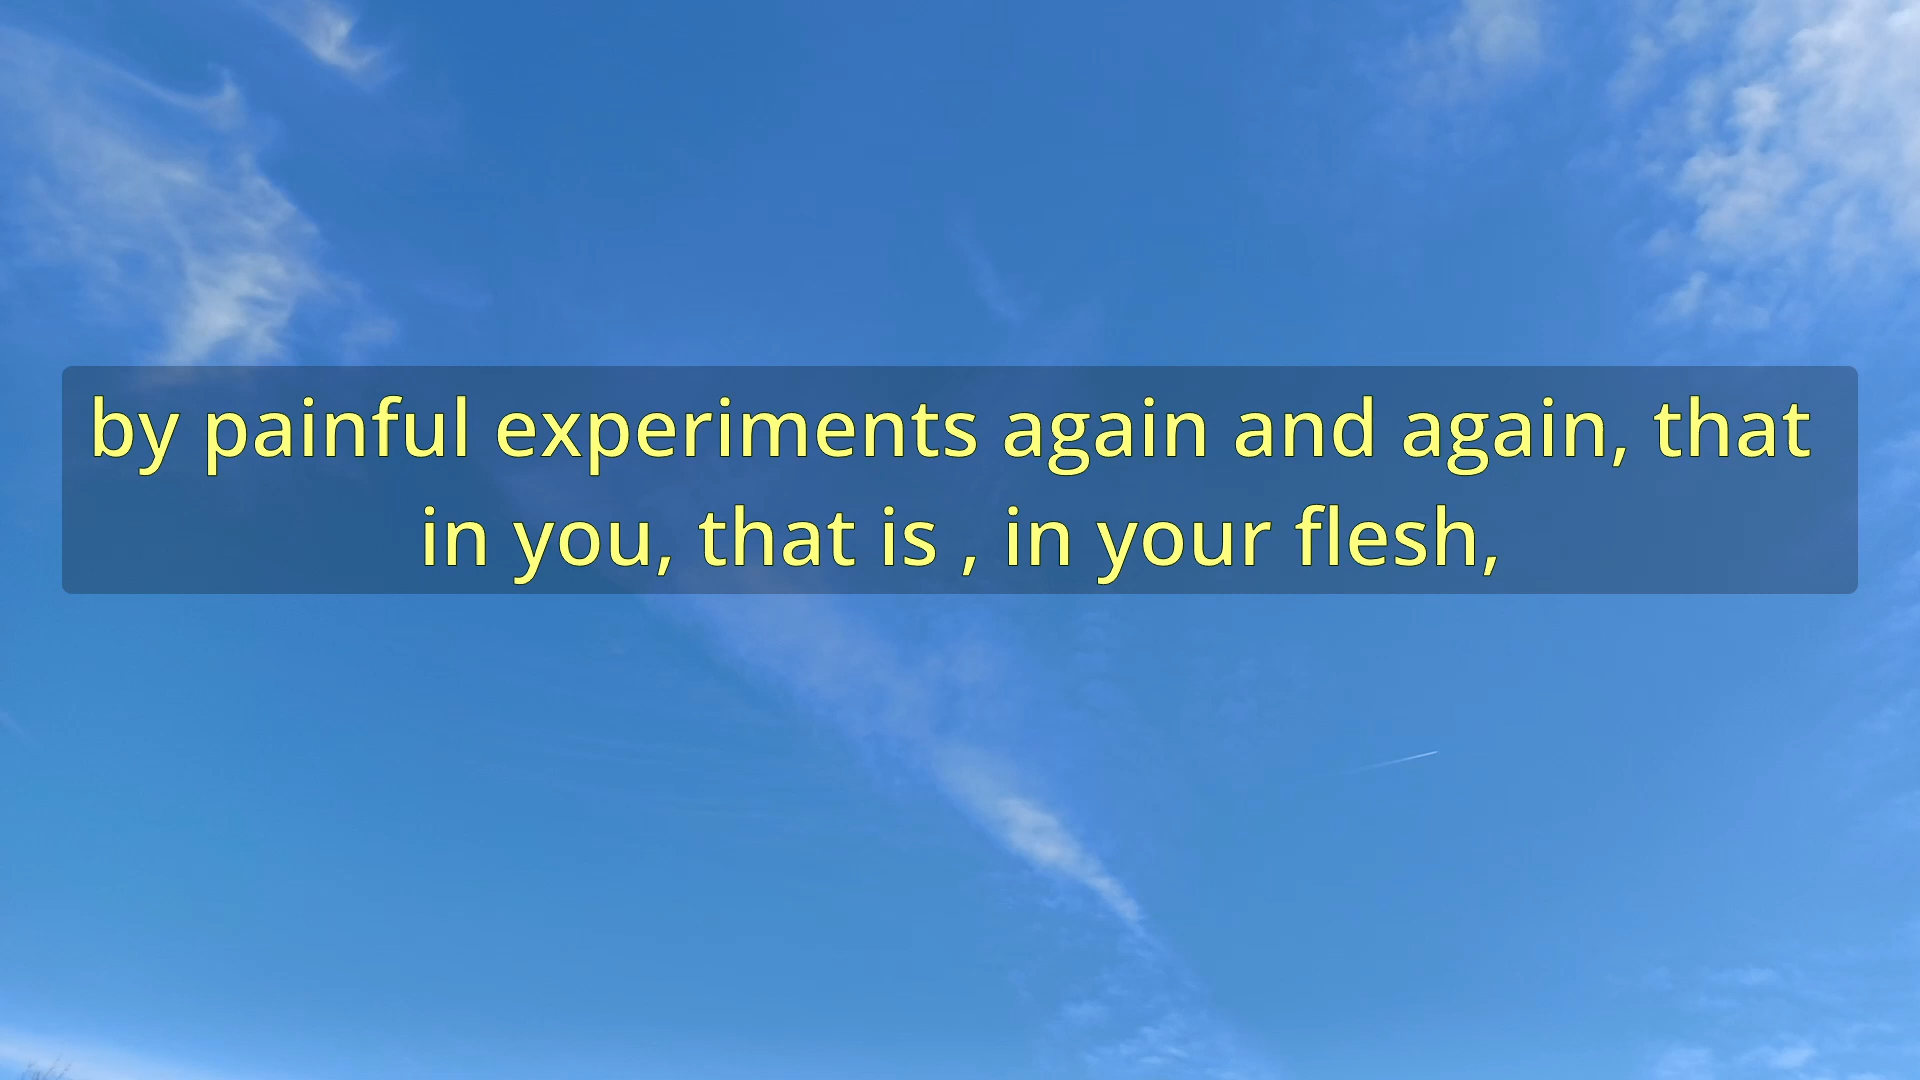 by painful experiments again and again, that
in you, that is , in your flesh,